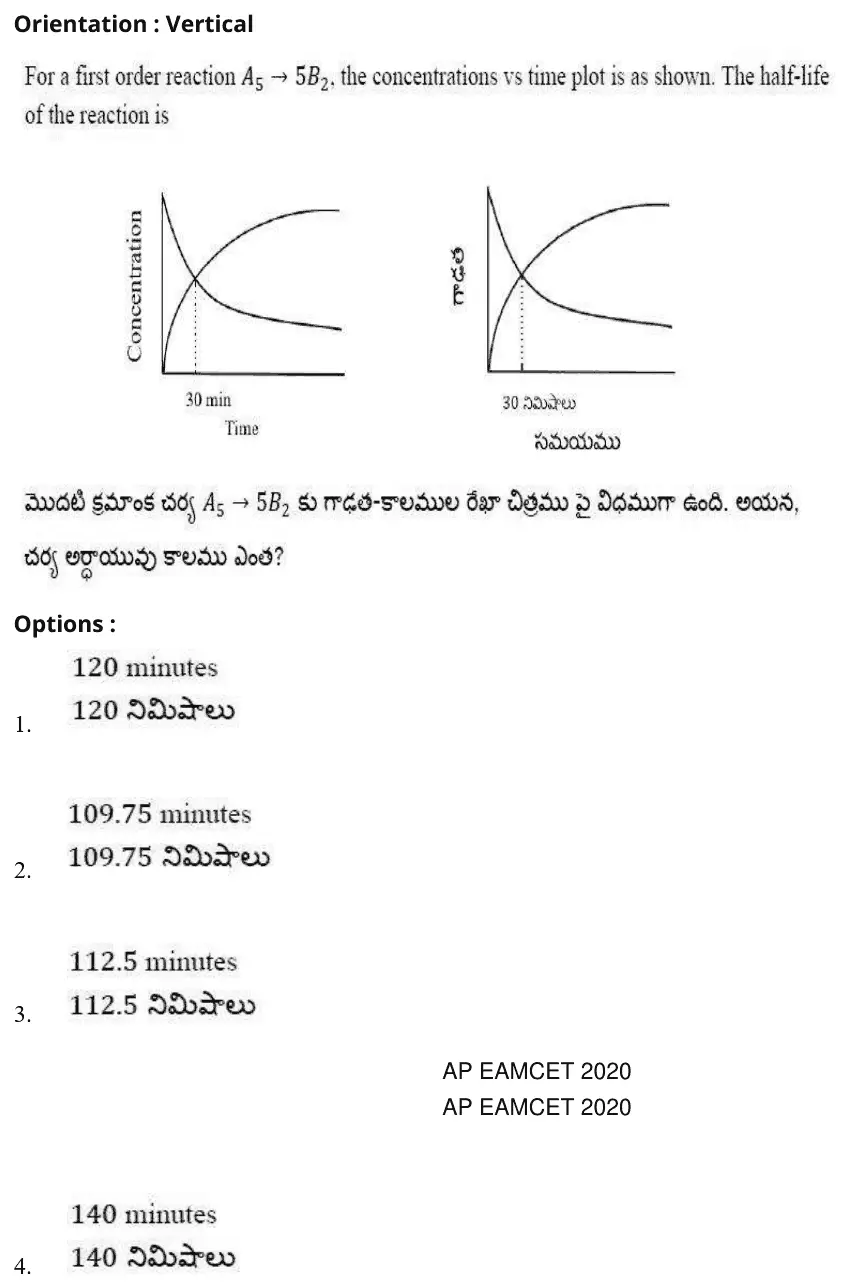 Orientation : Vertical
For a first order reaction A₅ → 5B₂, the concentrations vs time plot is as shown. The half-life
of the reaction is
Concentration
30 min
Time
గాఢత
30 నిమిషాలు
సమయము
మొదటి క్రమాంక చర్య A₅ → 5B₂ కు గాఢత-కాలముల రేఖా చిత్రము పై విధముగా ఉంది. అయన,
చర్య అర్ధాయువు కాలము ఎంత?
Options :
120 minutes
120 నిమిషాలు
1.
109.75 minutes
109.75 నిమిషాలు
2.
112.5 minutes
112.5 నిమిషాలు
3.
AP EAMCET 2020
AP EAMCET 2020
140 minutes
140 నిమిషాలు
4.